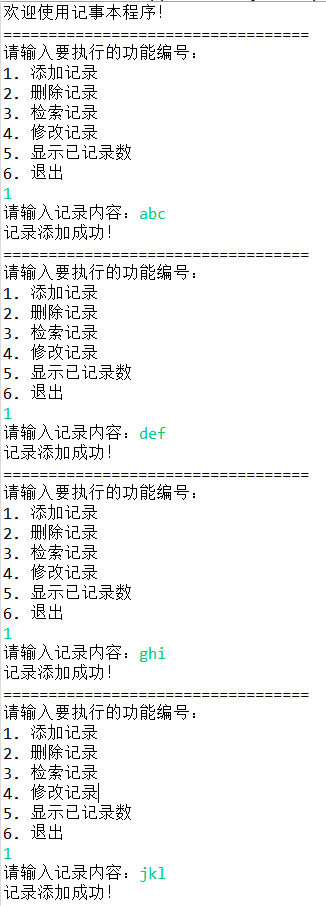 欢迎使用记事本程序!
==================================
请输入要执行的功能编号:
1. 添加记录
2. 删除记录
3. 检索记录
4. 修改记录
5. 显示已记录数
6. 退出
1
请输入记录内容:abc
记录添加成功!
==================================
请输入要执行的功能编号:
1. 添加记录
2. 删除记录
3. 检索记录
4. 修改记录
5. 显示已记录数
6. 退出
1
请输入记录内容:def
记录添加成功!
==================================
请输入要执行的功能编号:
1. 添加记录
2. 删除记录
3. 检索记录
4. 修改记录
5. 显示已记录数
6. 退出
1
请输入记录内容:ghi
记录添加成功!
==================================
请输入要执行的功能编号:
1. 添加记录
2. 删除记录
3. 检索记录
4. 修改记录
5. 显示已记录数
6. 退出
1
请输入记录内容:jkl
记录添加成功!